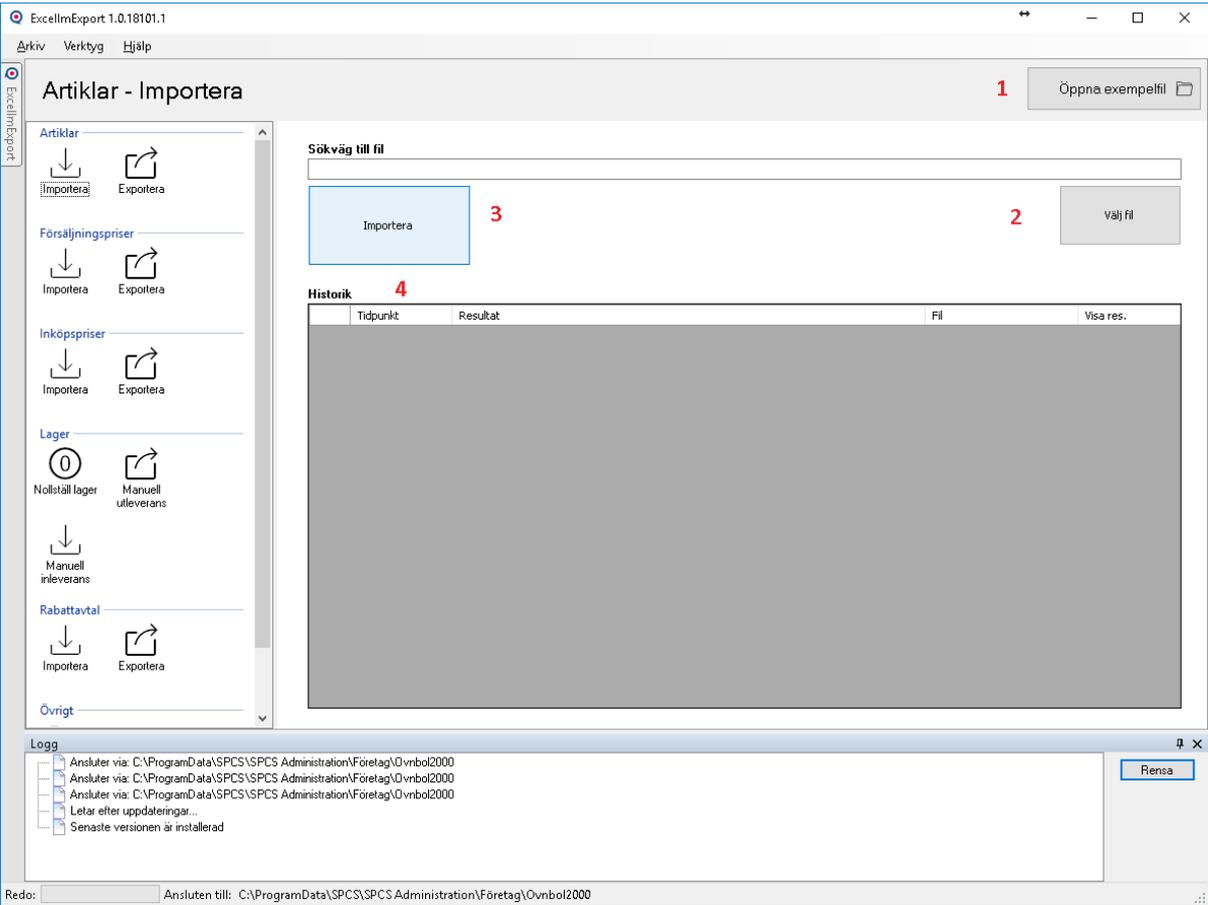 ExcelImExport 1.0.18101.1
Arkiv Verktyg Hjälp
ExcelImExport
Artiklar - Importera
1
Öppna exempelfil
Artiklar
Importera Exportera
Försäljningspriser
Importera Exportera
Inköpspriser
Importera Exportera
Lager
0
Nollställ lager Manuell
utleverans
Manuell
inleverans
Rabattavtal
Importera Exportera
Övrigt
Sökväg till fil
Importera
3
2
Välj fil
4
Historik
Tidpunkt Resultat Fil Visa res.
Logg
Ansluter via: C:\ProgramData\SPCS\SPCS Administration\Företag\Ovnbol2000
Ansluter via: C:\ProgramData\SPCS\SPCS Administration\Företag\Ovnbol2000
Ansluter via: C:\ProgramData\SPCS\SPCS Administration\Företag\Ovnbol2000
Letar efter uppdateringar...
Senaste versionen är installerad
Rensa
Redo: Ansluten till: C:\ProgramData\SPCS\SPCS Administration\Företag\Ovnbol2000